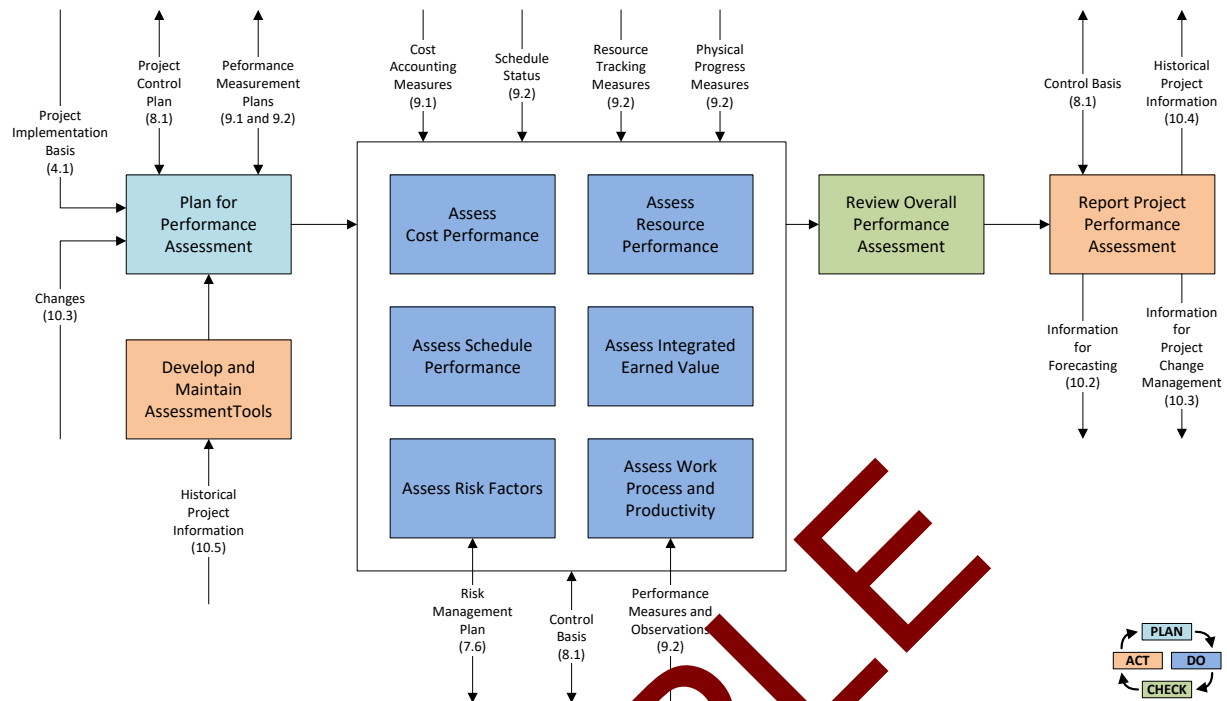 Project
Implementation
Basis
(4.1)
Project
Control
Plan
(8.1)
Peformance
Measurement
Plans
(9.1 and 9.2)
Cost
Accounting
Measures
(9.1)
Schedule
Status
(9.2)
Resource
Tracking
Measures
(9.2)
Physical
Progress
Measures
(9.2)
Control Basis
(8.1)
Historical
Project
Information
(10.4)
Plan for
Performance
Assessment
Assess
Cost Performance
Assess
Resource
Performance
Review Overall
Performance
Assessment
Report Project
Performance
Assessment
Changes
(10.3)
Develop and
Maintain
AssessmentTools
Assess Schedule
Performance
Assess Integrated
Earned Value
Information
for
Forecasting
(10.2)
Information
for
Project
Change
Management
(10.3)
Historical
Project
Information
(10.5)
Assess Risk Factors
Assess Work
Process and
Productivity
Risk
Management
Plan
(7.6)
Control
Basis
(8.1)
Performance
Measures and
Observations
(9.2)
PLAN
ACT
DO
CHECK